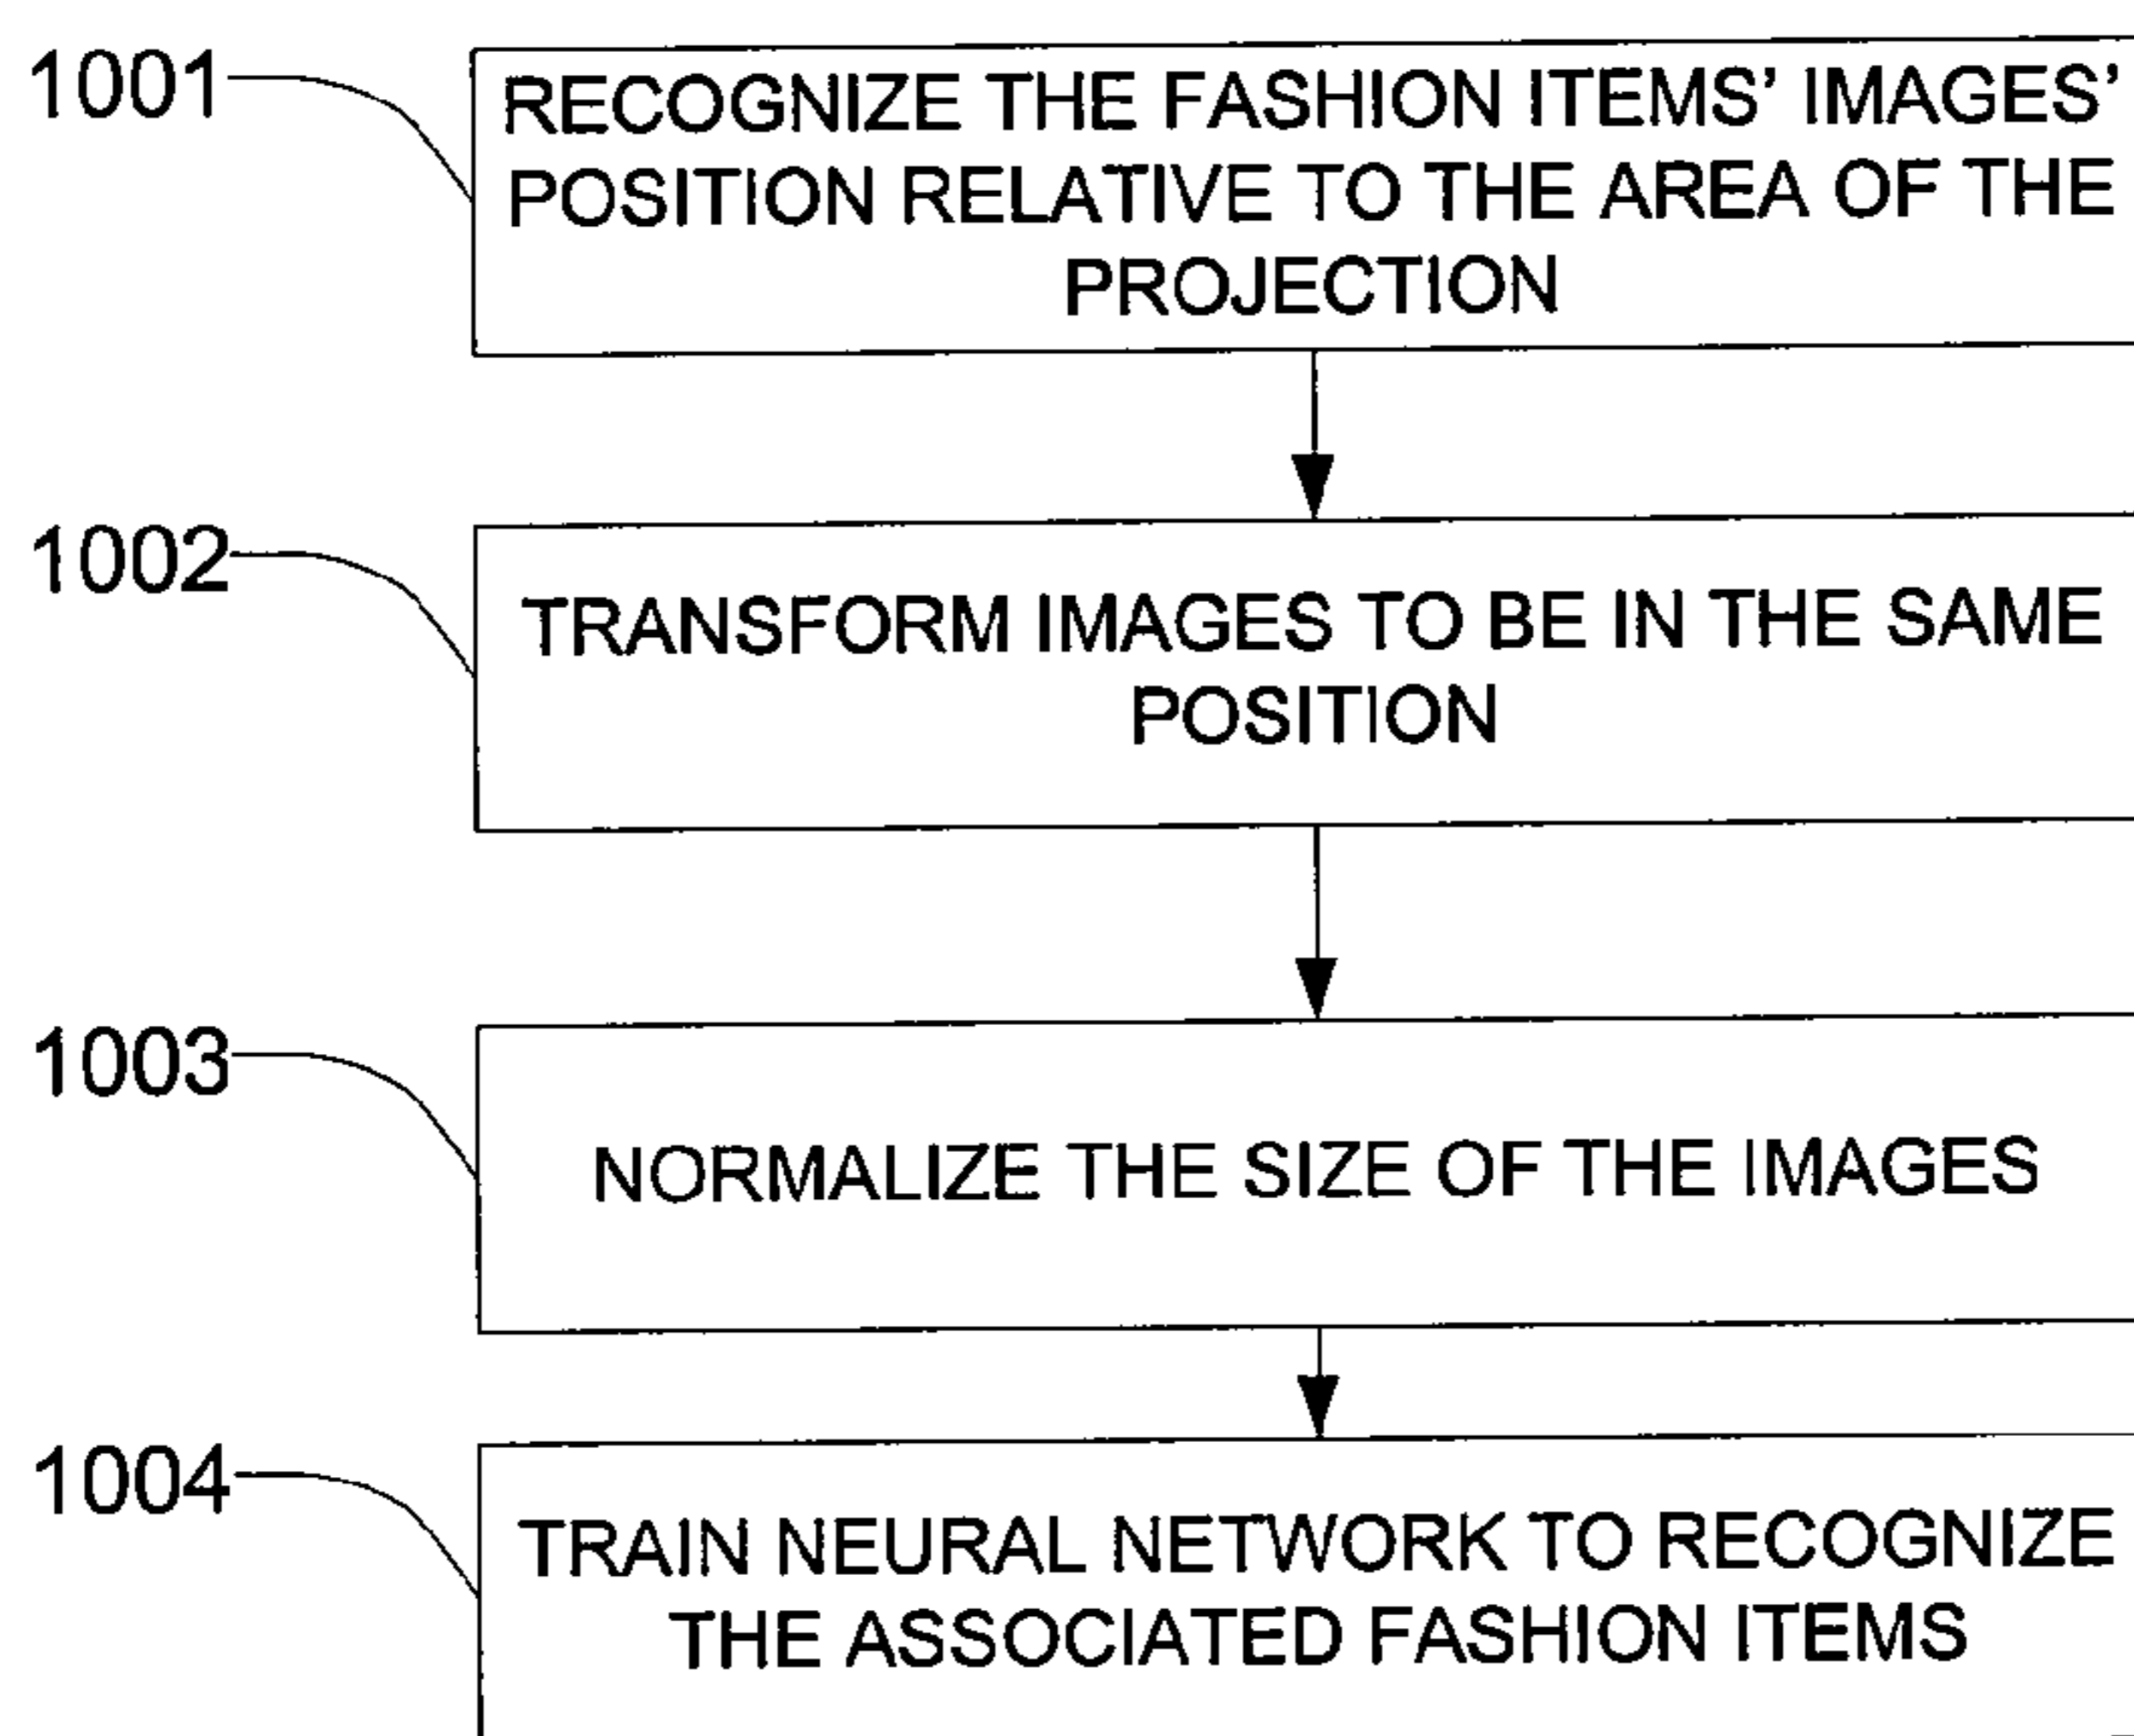 1001
RECOGNIZE THE FASHION ITEMS’ IMAGES’
POSITION RELATIVE TO THE AREA OF THE
PROJECTION
1002
TRANSFORM IMAGES TO BE IN THE SAME
POSITION
1003
NORMALIZE THE SIZE OF THE IMAGES
1004
TRAIN NEURAL NETWORK TO RECOGNIZE
THE ASSOCIATED FASHION ITEMS